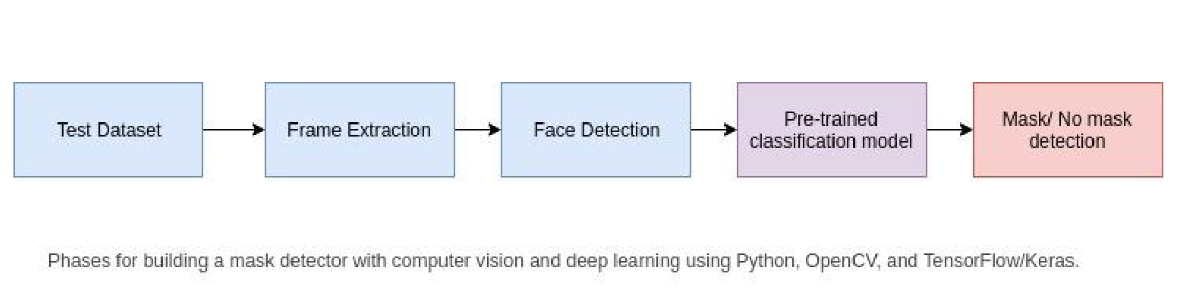 Test Dataset
Frame Extraction
Face Detection
Pre-trained
classification model
Mask/ No mask
detection
Phases for building a mask detector with computer vision and deep learning using Python, OpenCV, and TensorFlow/Keras.